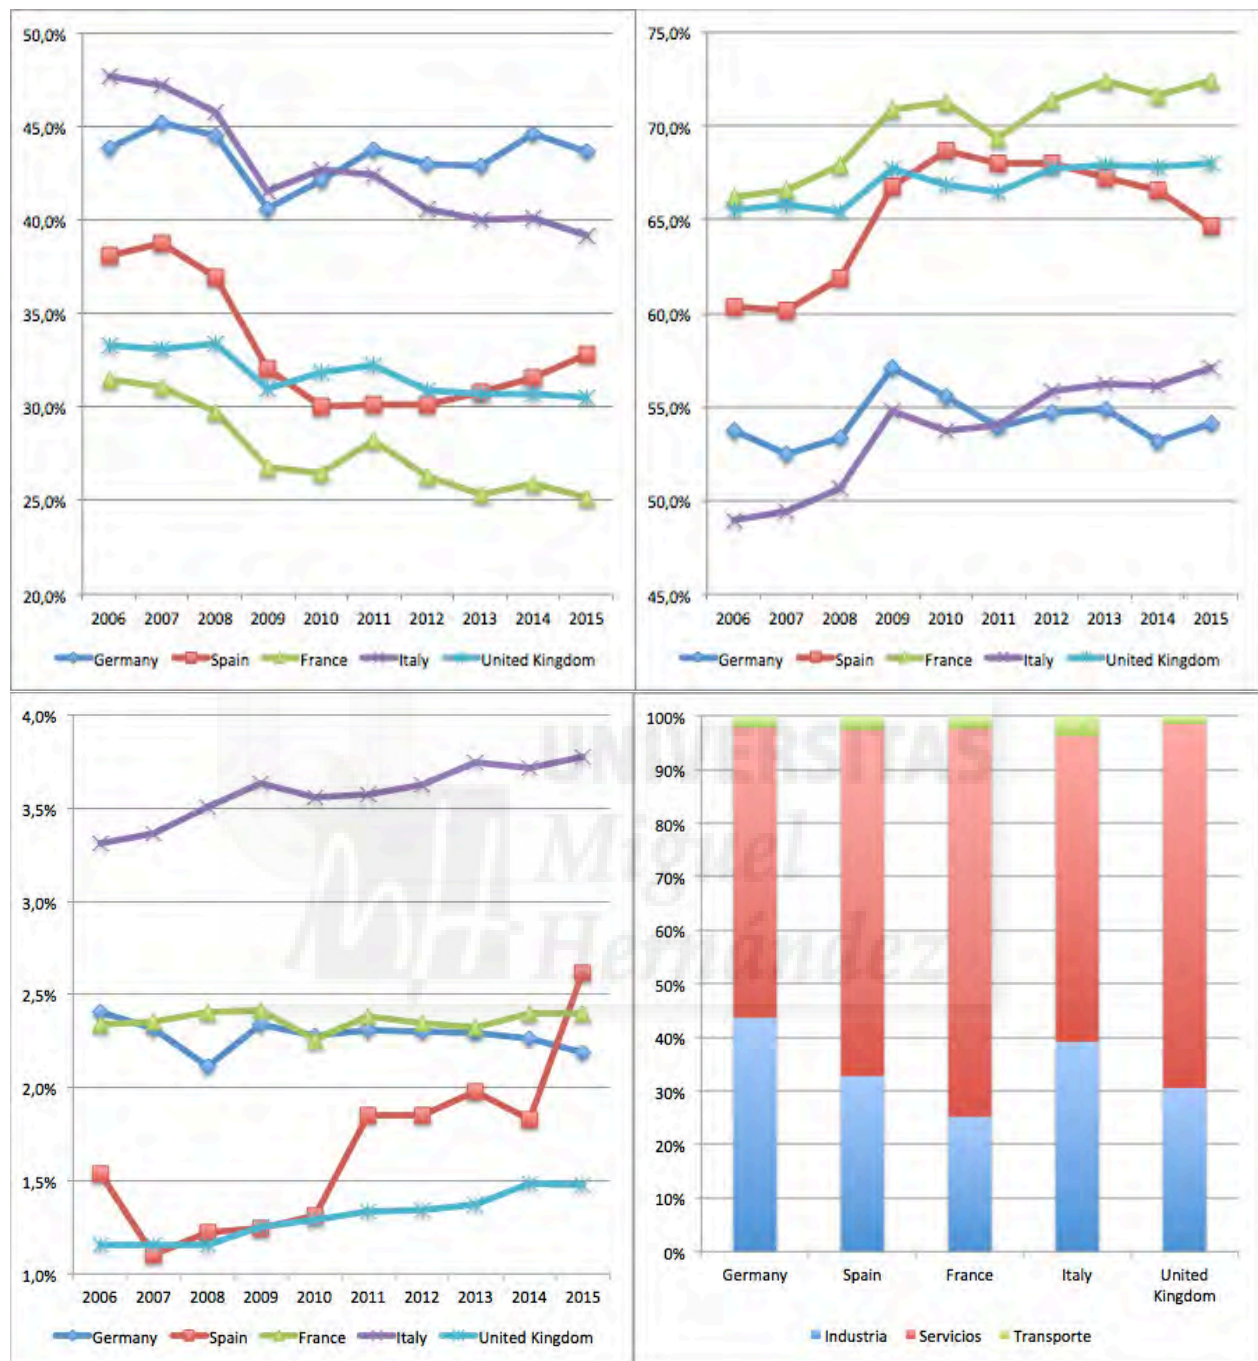 50,0%
45,0%
40,0%
35,0%
30,0%
25,0%
20,0%
2006 2007 2008 2009 2010 2011 2012 2013 2014 2015
Germany Spain France Italy United Kingdom
75,0%
70,0%
65,0%
60,0%
55,0%
50,0%
45,0%
2006 2007 2008 2009 2010 2011 2012 2013 2014 2015
Germany Spain France Italy United Kingdom
4,0%
3,5%
3,0%
2,5%
2,0%
1,5%
1,0%
2006 2007 2008 2009 2010 2011 2012 2013 2014 2015
Germany Spain France Italy United Kingdom
100%
90%
80%
70%
60%
50%
40%
30%
20%
10%
0%
Germany Spain France Italy United
Kingdom
Industria Servicios Transporte
UNIVERSITAS
Miguel
Hernández